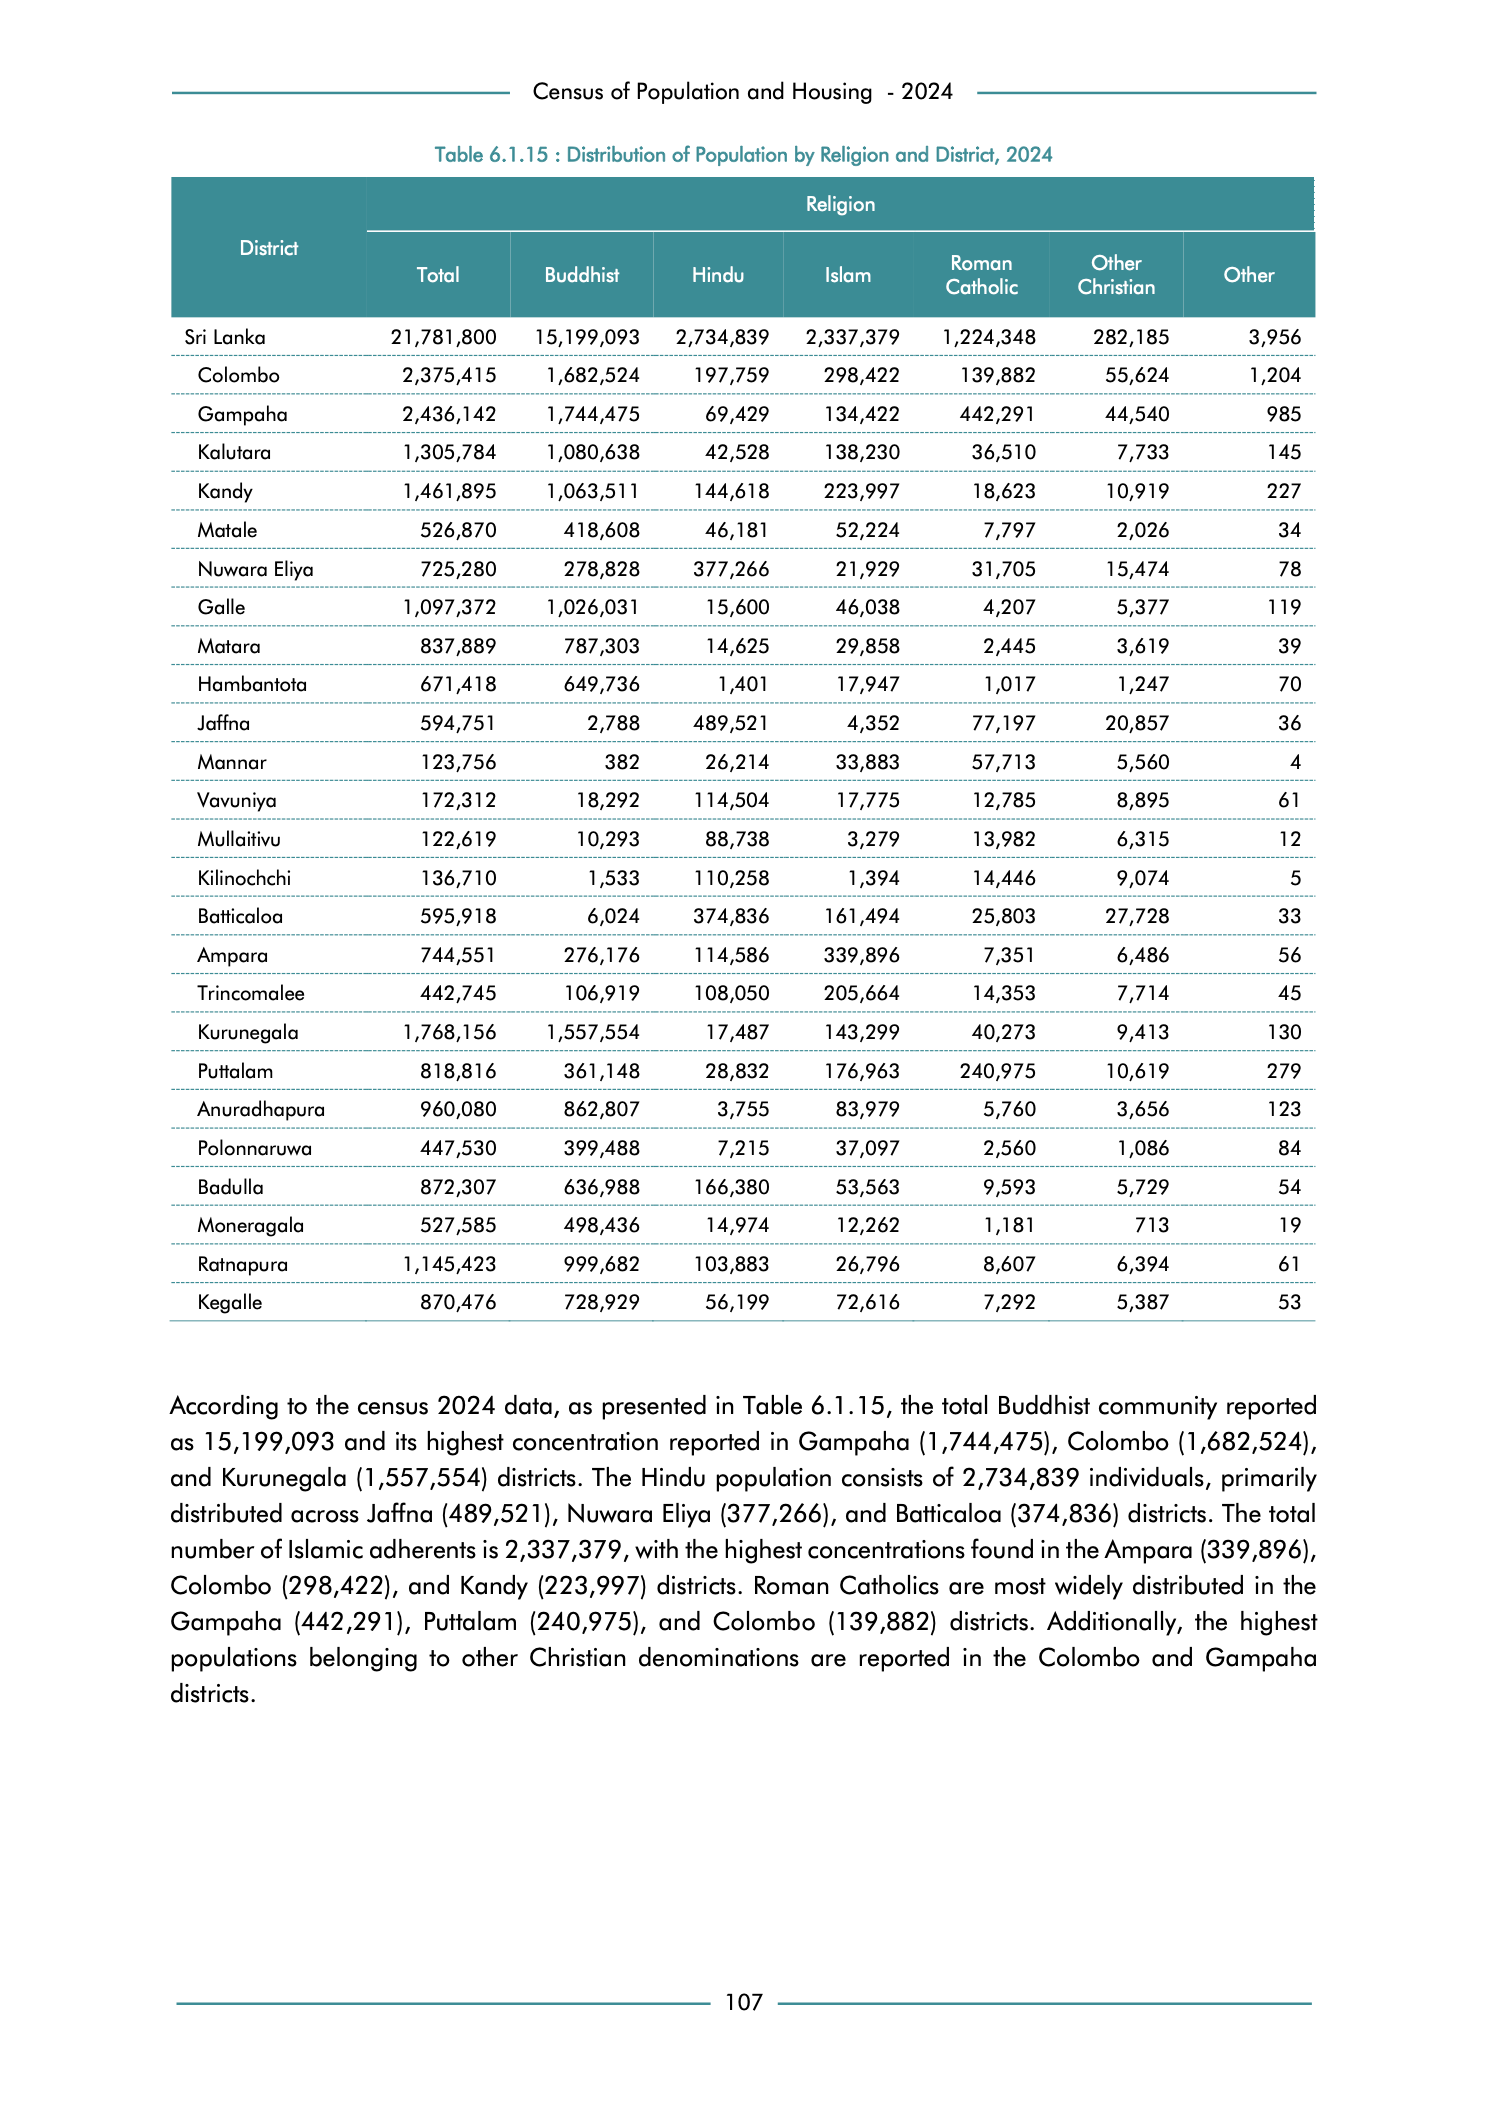 Census of Population and Housing - 2024
Table 6.1.15 : Distribution of Population by Religion and District, 2024
District Religion
Total Buddhist Hindu Islam Roman Catholic Other Christian Other
Sri Lanka 21,781,800 15,199,093 2,734,839 2,337,379 1,224,348 282,185 3,956
Colombo 2,375,415 1,682,524 197,759 298,422 139,882 55,624 1,204
Gampaha 2,436,142 1,744,475 69,429 134,422 442,291 44,540 985
Kalutara 1,305,784 1,080,638 42,528 138,230 36,510 7,733 145
Kandy 1,461,895 1,063,511 144,618 223,997 18,623 10,919 227
Matale 526,870 418,608 46,181 52,224 7,797 2,026 34
Nuwara Eliya 725,280 278,828 377,266 21,929 31,705 15,474 78
Galle 1,097,372 1,026,031 15,600 46,038 4,207 5,377 119
Matara 837,889 787,303 14,625 29,858 2,445 3,619 39
Hambantota 671,418 649,736 1,401 17,947 1,017 1,247 70
Jaffna 594,751 2,788 489,521 4,352 77,197 20,857 36
Mannar 123,756 382 26,214 33,883 57,713 5,560 4
Vavuniya 172,312 18,292 114,504 17,775 12,785 8,895 61
Mullaitivu 122,619 10,293 88,738 3,279 13,982 6,315 12
Kilinochchi 136,710 1,533 110,258 1,394 14,446 9,074 5
Batticaloa 595,918 6,024 374,836 161,494 25,803 27,728 33
Ampara 744,551 276,176 114,586 339,896 7,351 6,486 56
Trincomalee 442,745 106,919 108,050 205,664 14,353 7,714 45
Kurunegala 1,768,156 1,557,554 17,487 143,299 40,273 9,413 130
Puttalam 818,816 361,148 28,832 176,963 240,975 10,619 279
Anuradhapura 960,080 862,807 3,755 83,979 5,760 3,656 123
Polonnaruwa 447,530 399,488 7,215 37,097 2,560 1,086 84
Badulla 872,307 636,988 166,380 53,563 9,593 5,729 54
Moneragala 527,585 498,436 14,974 12,262 1,181 713 19
Ratnapura 1,145,423 999,682 103,883 26,796 8,607 6,394 61
Kegalle 870,476 728,929 56,199 72,616 7,292 5,387 53
According to the census 2024 data, as presented in Table 6.1.15, the total Buddhist community reported
as 15,199,093 and its highest concentration reported in Gampaha (1,744,475), Colombo (1,682,524),
and Kurunegala (1,557,554) districts. The Hindu population consists of 2,734,839 individuals, primarily
distributed across Jaffna (489,521), Nuwara Eliya (377,266), and Batticaloa (374,836) districts. The total
number of Islamic adherents is 2,337,379, with the highest concentrations found in the Ampara (339,896),
Colombo (298,422), and Kandy (223,997) districts. Roman Catholics are most widely distributed in the
Gampaha (442,291), Puttalam (240,975), and Colombo (139,882) districts. Additionally, the highest
populations belonging to other Christian denominations are reported in the Colombo and Gampaha
districts.
107